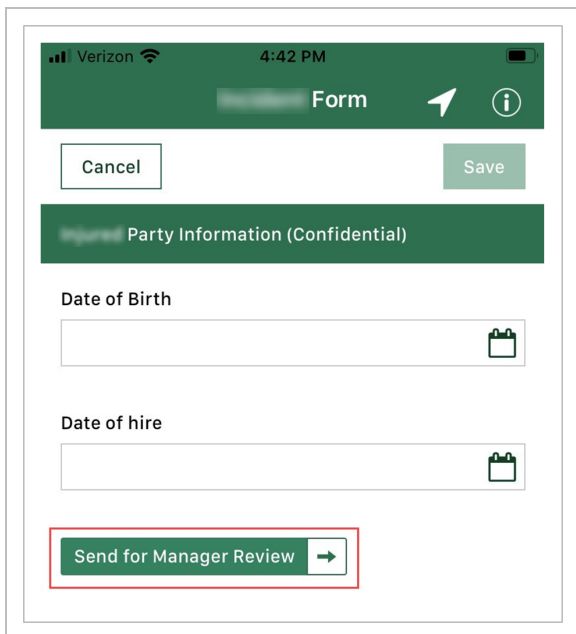 Verizon 4:42 PM
Form
Cancel Save
Party Information (Confidential)
Date of Birth
Date of hire
Send for Manager Review